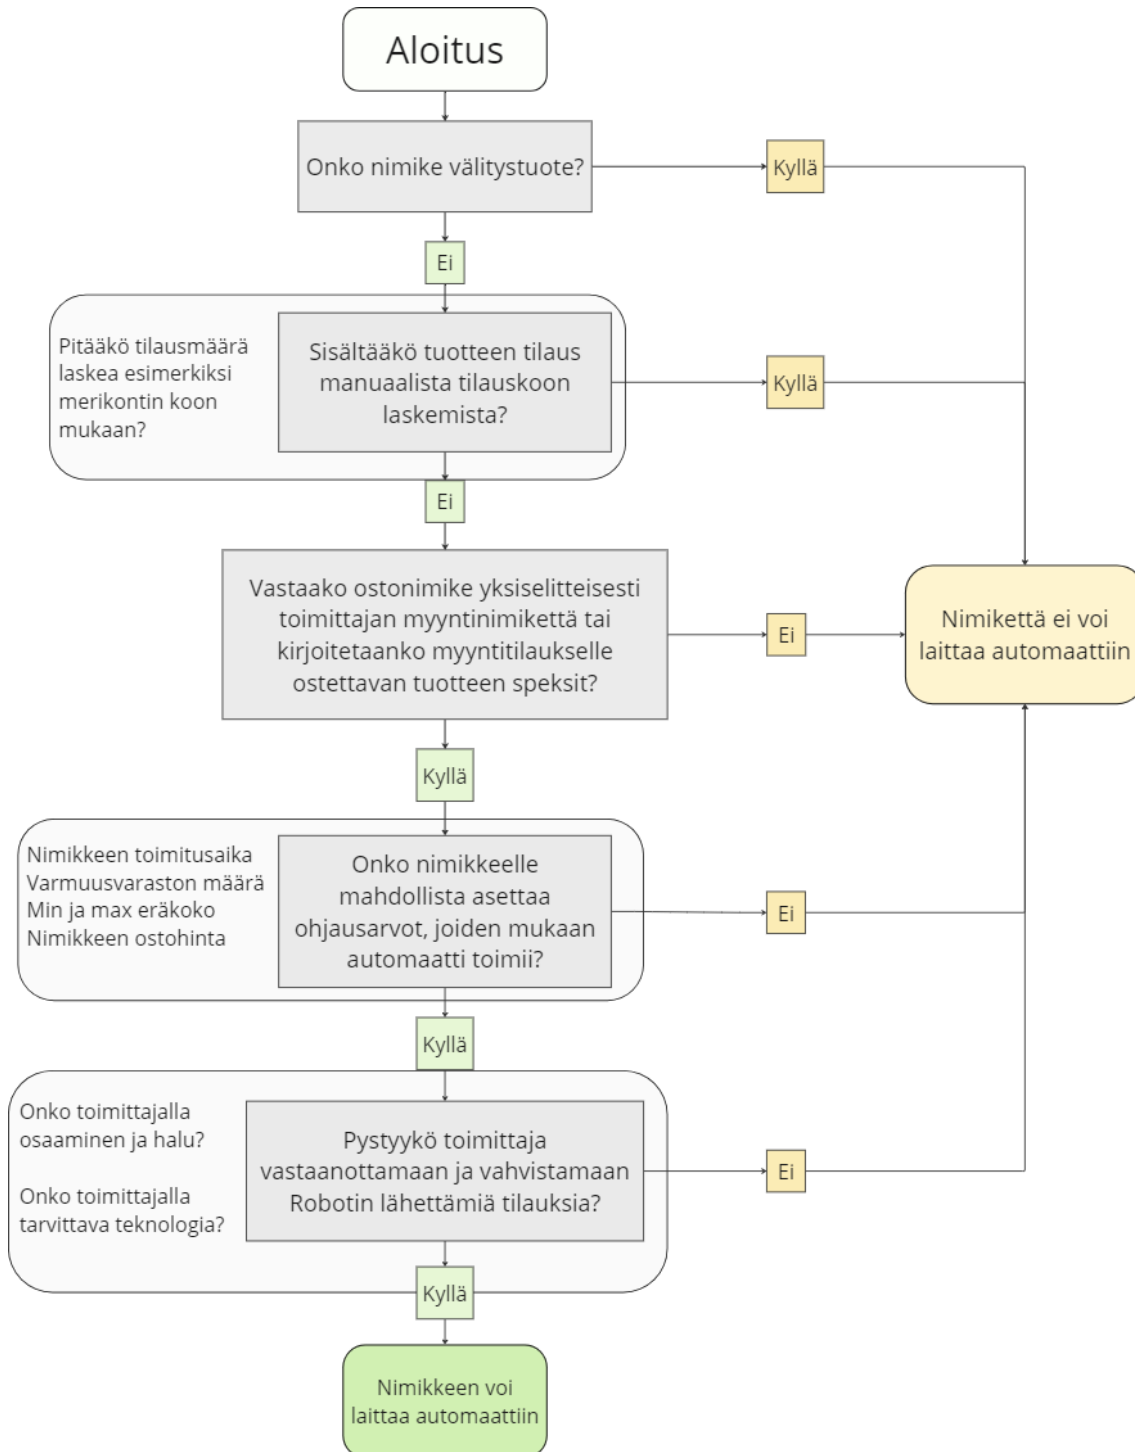 Aloitus
Onko nimike välitystuote?
Kyllä
Ei
Pitääkö tilausmäärä
laskea esimerkiksi
merikontin koon
mukaan?
Sisältääkö tuotteen tilaus
manuaalista tilauskoon
laskemista?
Kyllä
Ei
Vastaako ostonimike yksiselitteisesti
toimittajan myyntinimikettä tai
kirjoitetaanko myyntitilaukselle
ostettavan tuotteen speksit?
Ei
Nimikettä ei voi
laittaa automaattiin
Kyllä
Nimikkeen toimitusaika
Varmuusvaraston määrä
Min ja max eräkoko
Nimikkeen ostohinta
Onko nimikkeelle
mahdollista asettaa
ohjausarvot, joiden mukaan
automaatti toimii?
Ei
Kyllä
Onko toimittajalla
osaaminen ja halu?
Onko toimittajalla
tarvittava teknologia?
Pystyykö toimittaja
vastaanottamaan ja vahvistamaan
Robotin lähettämiä tilauksia?
Ei
Kyllä
Nimikkeen voi
laittaa automaattiin